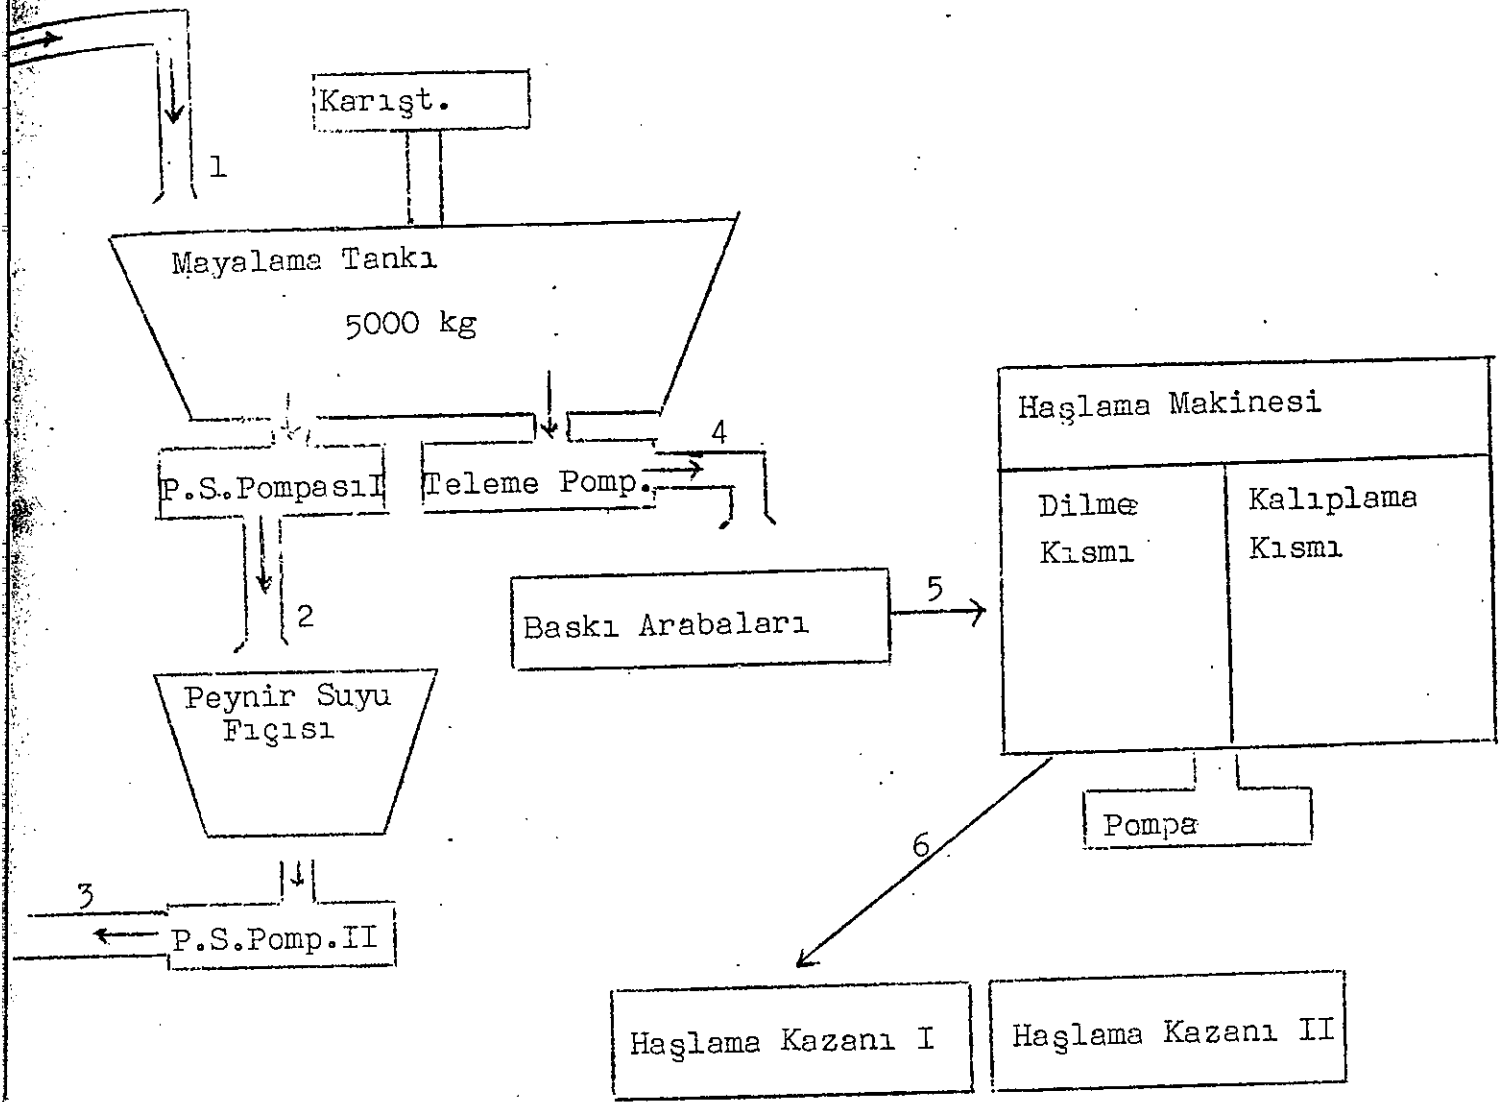 Karışt.
1
Mayalama Tankı
5000 kg
P.S.Pompası I
Teleme Pomp.
4
2
Peynir Suyu
Fıçısı
3
P.S.Pomp.II
Baskı Arabaları
5
Haşlama Makinesi
Dilme
Kısmı
Kalıplama
Kısmı
Pompa
6
Haşlama Kazanı I
Haşlama Kazanı II